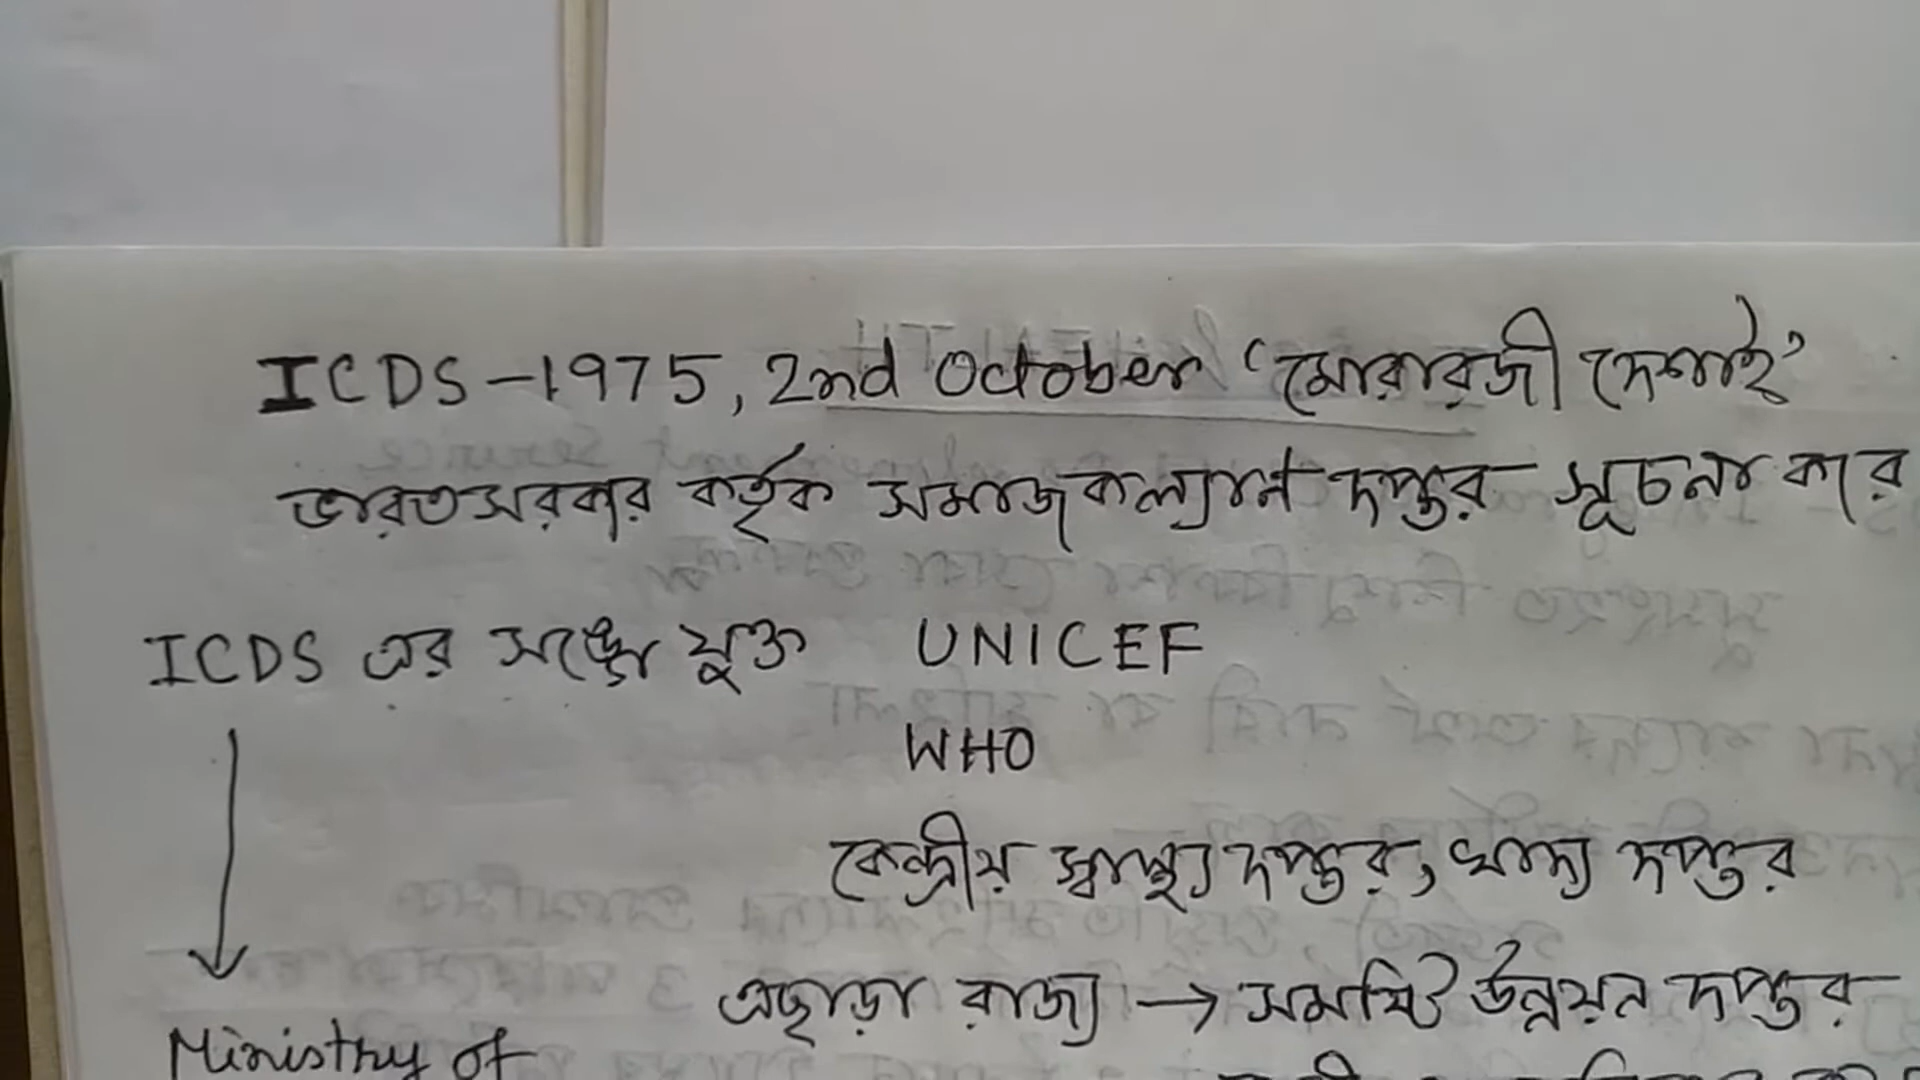 ICDS -1975, 2nd October ‘মোরারজী দেশাই’
ভারতসরকার কর্তৃক সমাজকল্যান দপ্তর সূচনা করে
ICDS এর সঙ্গে যুক্ত UNICEF
WHO
কেন্দ্রীয় স্বাস্থ্য দপ্তর, খাদ্য দপ্তর
এছাড়া রাজ্য → সমষ্টি উন্নয়ন দপ্তর
Ministry of